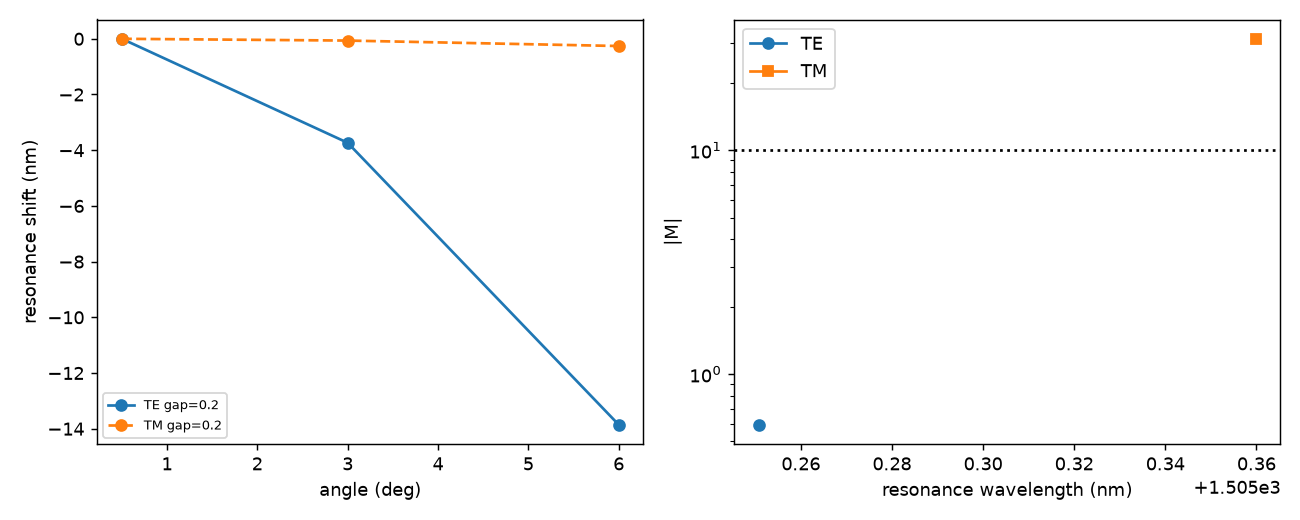 0
−2
−4
−6
−8
−10
−12
−14
resonance shift (nm)
TE gap=0.2
TM gap=0.2
1
2
3
4
5
6
angle (deg)
TE
TM
10¹
10⁰
|M|
0.26
0.28
0.30
0.32
0.34
0.36
resonance wavelength (nm)
+1.505e3